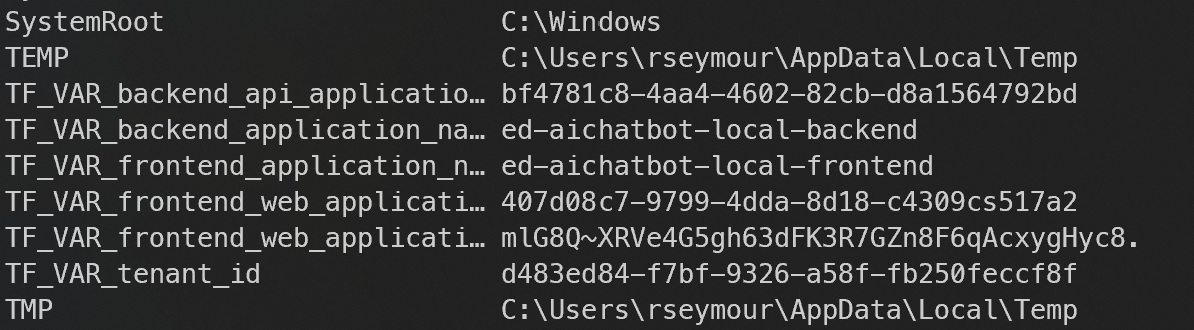 SystemRoot C:\Windows
TEMP C:\Users\rseymour\AppData\Local\Temp
TF_VAR_backend_api_applicatio… bf4781c8-4aa4-4602-82cb-d8a1564792bd
TF_VAR_backend_application_na… ed-aichatbot-local-backend
TF_VAR_frontend_application_n… ed-aichatbot-local-frontend
TF_VAR_frontend_web_applicati… 407d08c7-9799-4dda-8d18-c4309cs517a2
TF_VAR_frontend_web_applicati… mlG8Q~XRVe4G5gh63dFK3R7GZn8F6qAcxygHyc8.
TF_VAR_tenant_id d483ed84-f7bf-9326-a58f-fb250feccf8f
TMP C:\Users\rseymour\AppData\Local\Temp